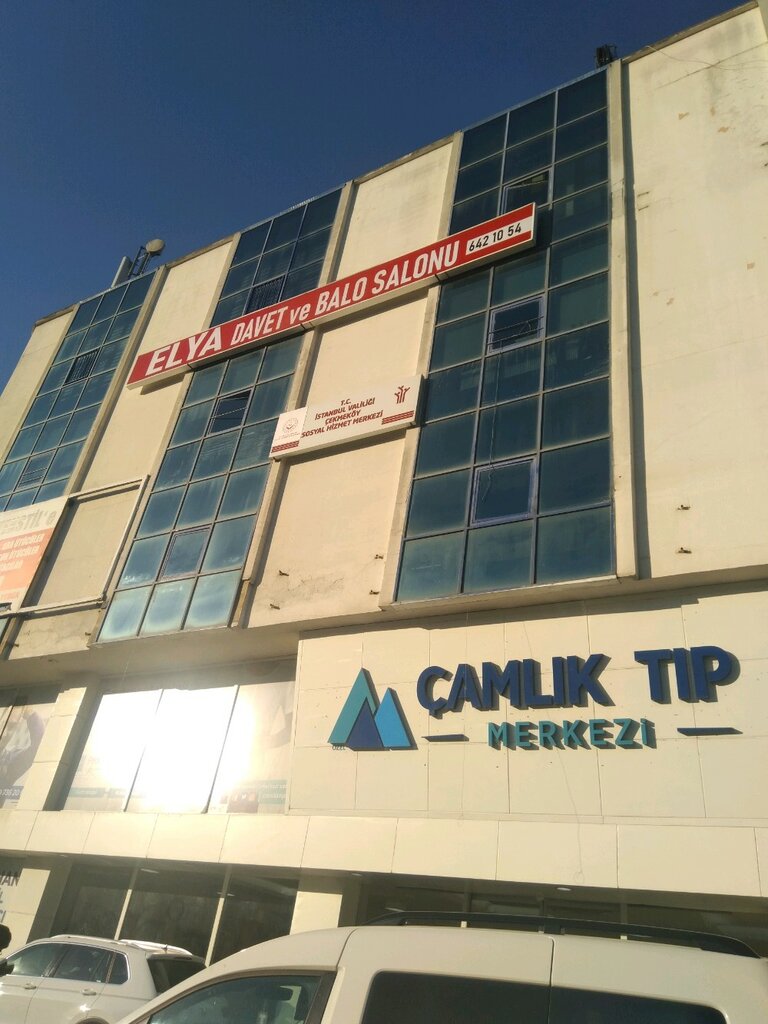 ELYA DAVET ve BALO SALONU 642 10 54
T.C.
İSTANBUL VALİLİĞİ
ÇEKMEKÖY
SOSYAL HİZMET MERKEZİ
ÇAMLIK TIP
MERKEZİ
ÖZEL